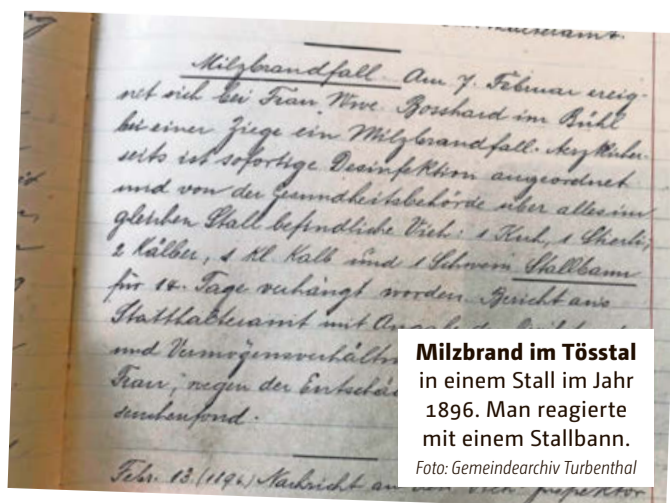 Milzbrandfall. Am 7. Februar ereig-
net sich bei Frau Wwe. Bosshard im Bühl
bei einer Ziege ein Milzbrandfall. Aerztlicher-
seits ist sofortige Desinfektion angeordnet
und von der Gesundheitsbehörde über alles im
gleichen Stall befindliche Vieh: 1 Kuh, 1 Stierli,
2 Kälber, 1 kl. Kalb und 1 Schwein Stallbann
für 14. Tage verhängt worden. Bericht ans
Statthalteramt mit Angabe
und Vermögensverhältn
Frau, wegen der Entschä
seuchenfond.
Febr. 13. (1896) Nachricht an
Milzbrand im Tösstal
in einem Stall im Jahr
1896. Man reagierte
mit einem Stallbann.
Foto: Gemeindearchiv Turbenthal